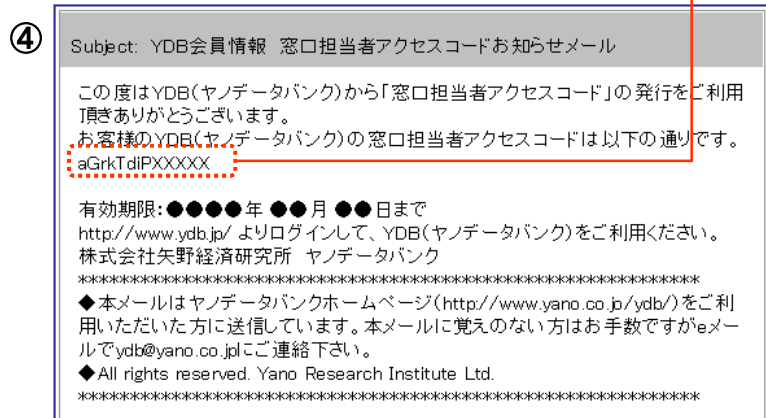 ④
Subject: YDB会員情報 窓口担当者アクセスコードお知らせメール
この度はYDB(ヤノデータバンク)から「窓口担当者アクセスコード」の発行をご利用
頂きありがとうございます。
お客様のYDB(ヤノデータバンク)の窓口担当者アクセスコードは以下の通りです。
aGrkTdiPXXXXX
有効期限:●●●●年 ●●月 ●●日まで
http://www.ydb.jp/ よりログインして、YDB(ヤノデータバンク)をご利用ください。
株式会社矢野経済研究所 ヤノデータバンク
************************************************************
◆本メールはヤノデータバンクホームページ(http://www.yano.co.jp/ydb/)をご利
用いただいた方に送信しています。本メールに覚えのない方はお手数ですがeメー
ルでydb@yano.co.jpにご連絡下さい。
◆All rights reserved. Yano Research Institute Ltd.
************************************************************